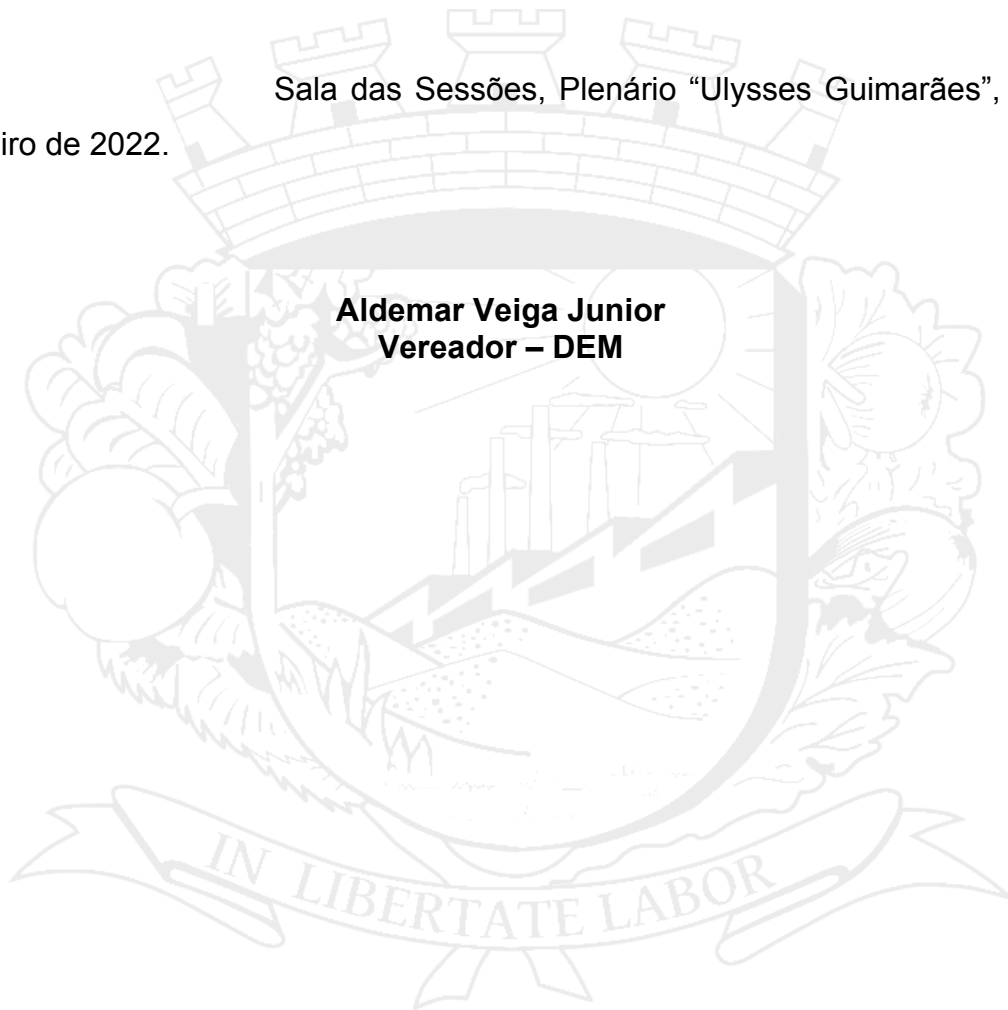 Sala das Sessões, Plenário “Ulysses Guimarães”,
iro de 2022.
Aldemar Veiga Junior
Vereador – DEM
IN LIBERTATE LABOR